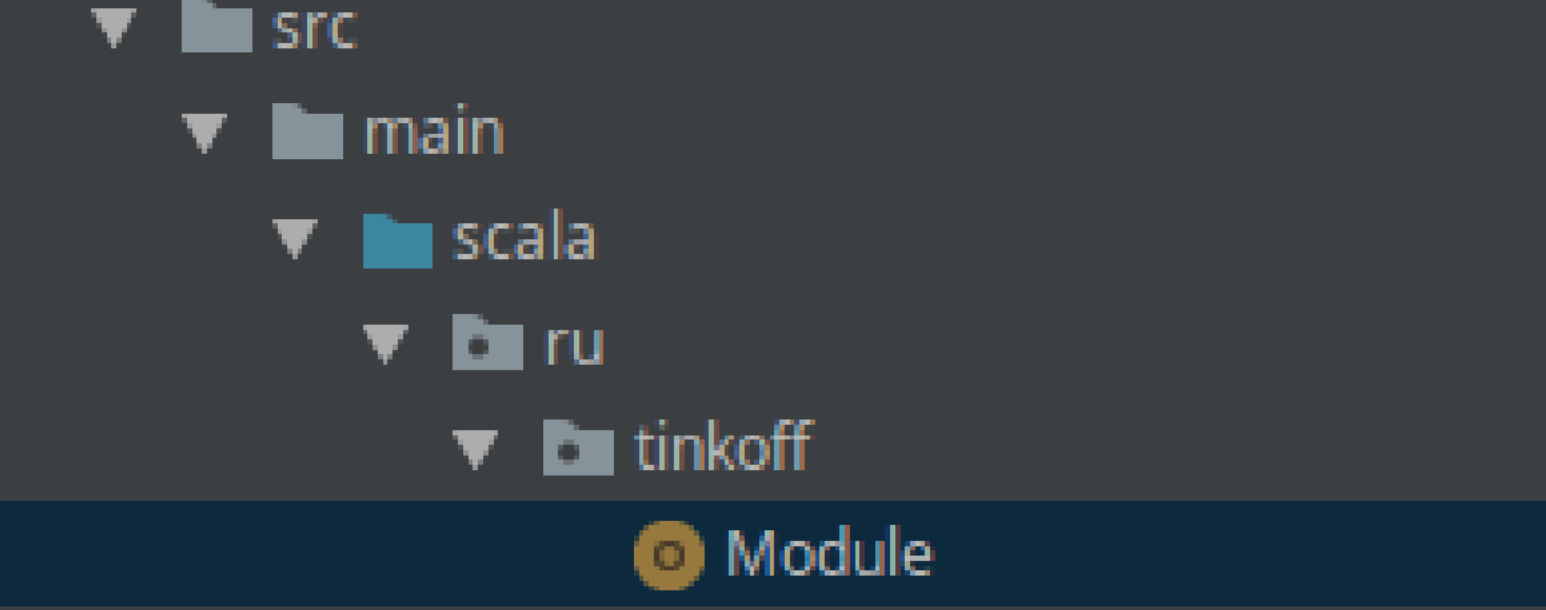 src
main
scala
ru
tinkoff
Module